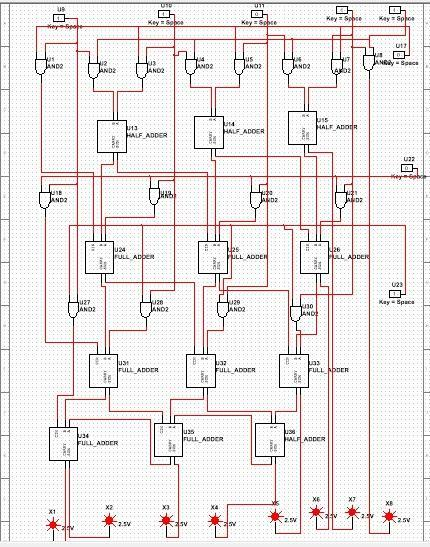 U9
U10
U11
Key = Space
Key = Space
Key = Space
Key = Space
Key = Space
U17
Key = Space
U1
AND2
U2
AND2
U3
AND2
U4
AND2
U5
AND2
U6
AND2
U7
AND2
U8
AND2
U13
HALF_ADDER
U14
HALF_ADDER
U15
HALF_ADDER
U22
Key = Space
U18
AND2
U19
AND2
U20
AND2
U21
AND2
U24
FULL_ADDER
U25
FULL_ADDER
U26
FULL_ADDER
U23
Key = Space
U27
AND2
U28
AND2
U29
AND2
U30
AND2
U31
FULL_ADDER
U32
FULL_ADDER
U33
FULL_ADDER
U34
FULL_ADDER
U35
FULL_ADDER
U36
HALF_ADDER
X1
2.5V
X2
2.5V
X3
2.5V
X4
2.5V
X5
2.5V
X6
2.5V
X7
2.5V
X8
2.5V